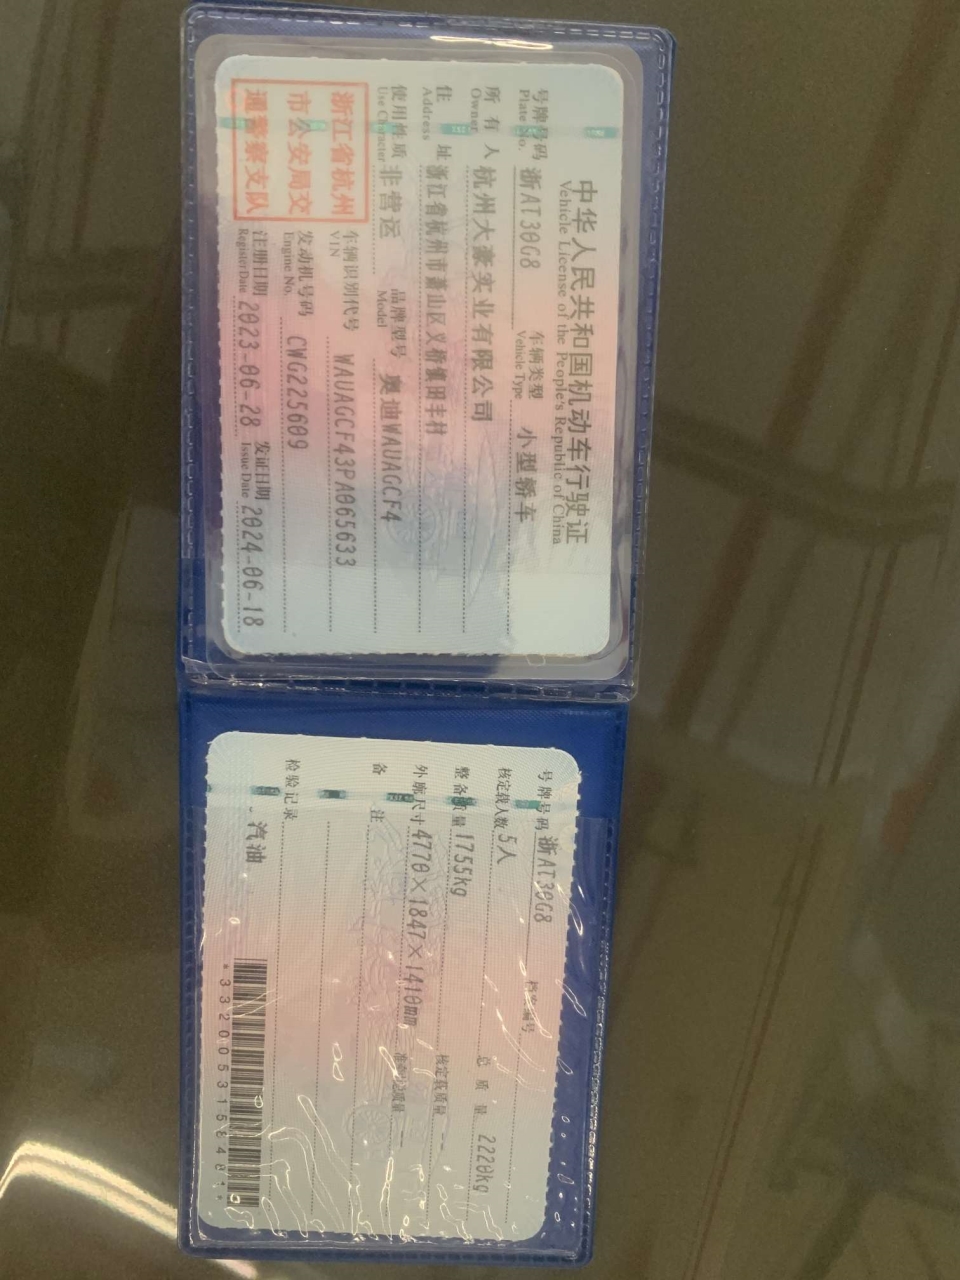 中华人民共和国机动车行驶证
Vehicle License of the People's Republic of China
号牌号码 浙AT30G8 车辆类型 小型轿车
Plate No. Vehicle Type
所有人 杭州大豪实业有限公司
Owner
住址 浙江省杭州市萧山区义桥镇田丰村
Address
使用性质 非营运 品牌型号 奥迪WAUAGCF4
Use Character Model
浙江省杭州
市公安局交
通警察支队
车辆识别代号 WAUAGCF43PA065633
VIN
发动机号码 CWG225609
Engine No.
注册日期 2023-06-28 发证日期 2024-06-18
Register Date Issue Date
号牌号码 浙AT30G8 档案编号
核定载人数 5人 总质量 2220kg
整备质量 1755kg 核定载质量 --
外廓尺寸 4770×1847×1410mm 准牵引总质量 --
备注
检验记录
汽油